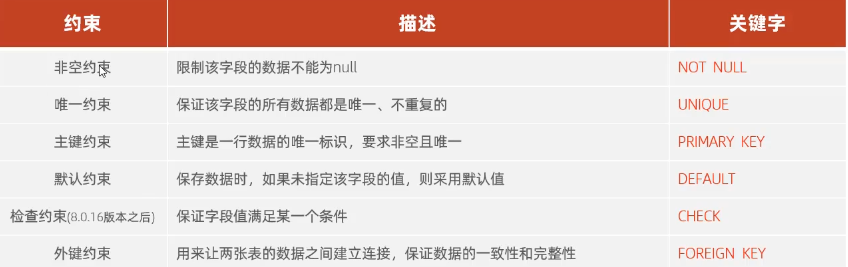 约束 描述 关键字
非空约束 限制该字段的数据不能为null NOT NULL
唯一约束 保证该字段的所有数据都是唯一、不重复的 UNIQUE
主键约束 主键是一行数据的唯一标识，要求非空且唯一 PRIMARY KEY
默认约束 保存数据时，如果未指定该字段的值，则采用默认值 DEFAULT
检查约束(8.0.16版本之后) 保证字段值满足某一个条件 CHECK
外键约束 用来让两张表的数据之间建立连接，保证数据的一致性和完整性 FOREIGN KEY